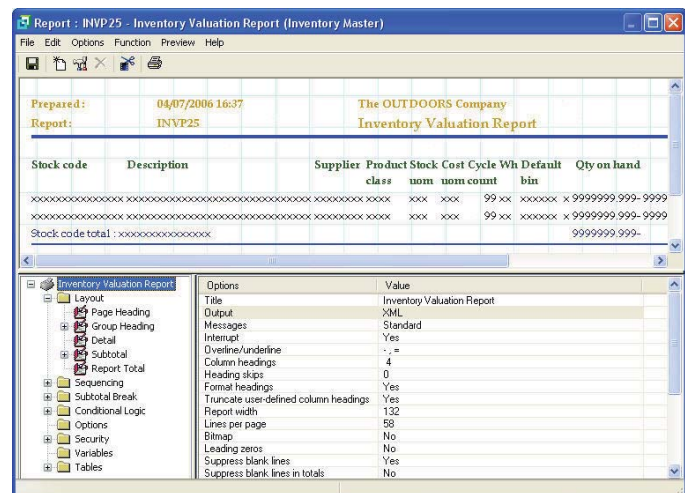 Report : INVP25 - Inventory Valuation Report (Inventory Master)
File Edit Options Function Preview Help
Prepared: 04/07/2006 16:37 The OUTDOORS Company
Report: INVP25 Inventory Valuation Report
Stock code Description Supplier Product Stock Cost Cycle Wh Default Qty on hand
class uom uom count bin
xxxxxxxxxxxxxxx xxxxxxxxxxxxxxxxxxxxxxxxxxxxxx xxxxxxx xxxx xxx xxx 99 xx xxxxxx x 9999999.999- 9999
xxxxxxxxxxxxxxx xxxxxxxxxxxxxxxxxxxxxxxxxxxxxx xxxxxxx xxxx xxx xxx 99 xx xxxxxx x 9999999.999- 9999
Stock code total : xxxxxxxxxxxxxxx 9999999.999-
Inventory Valuation Report
Layout
Page Heading
Group Heading
Detail
Subtotal
Report Total
Sequencing
Subtotal Break
Conditional Logic
Options
Security
Variables
Tables
Options Value
Title Inventory Valuation Report
Output XML
Messages Standard
Interrupt Yes
Overline/underline - , =
Column headings 4
Heading skips 0
Format headings Yes
Truncate user-defined column headings Yes
Report width 132
Lines per page 58
Bitmap No
Leading zeros No
Suppress blank lines Yes
Suppress blank lines in totals No